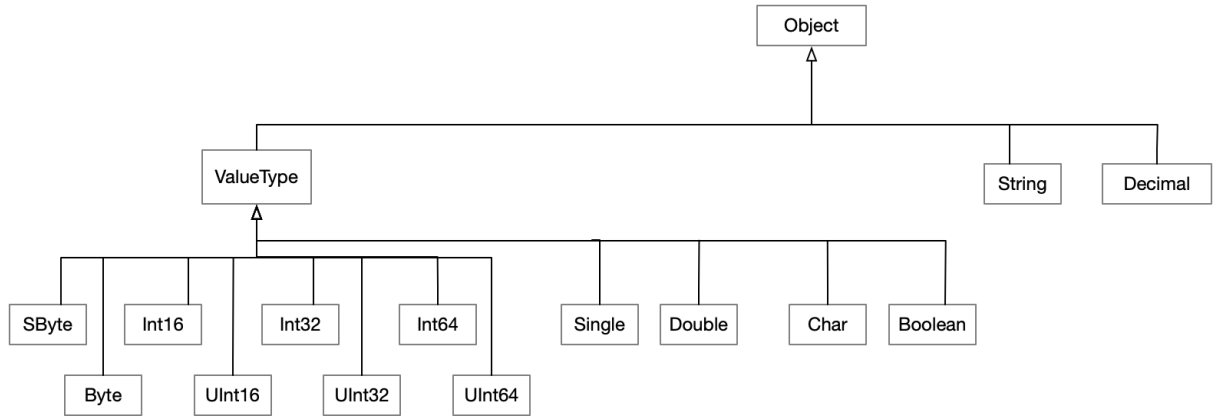 Object
ValueType
String
Decimal
SByte
Int16
Int32
Int64
Single
Double
Char
Boolean
Byte
UInt16
UInt32
UInt64